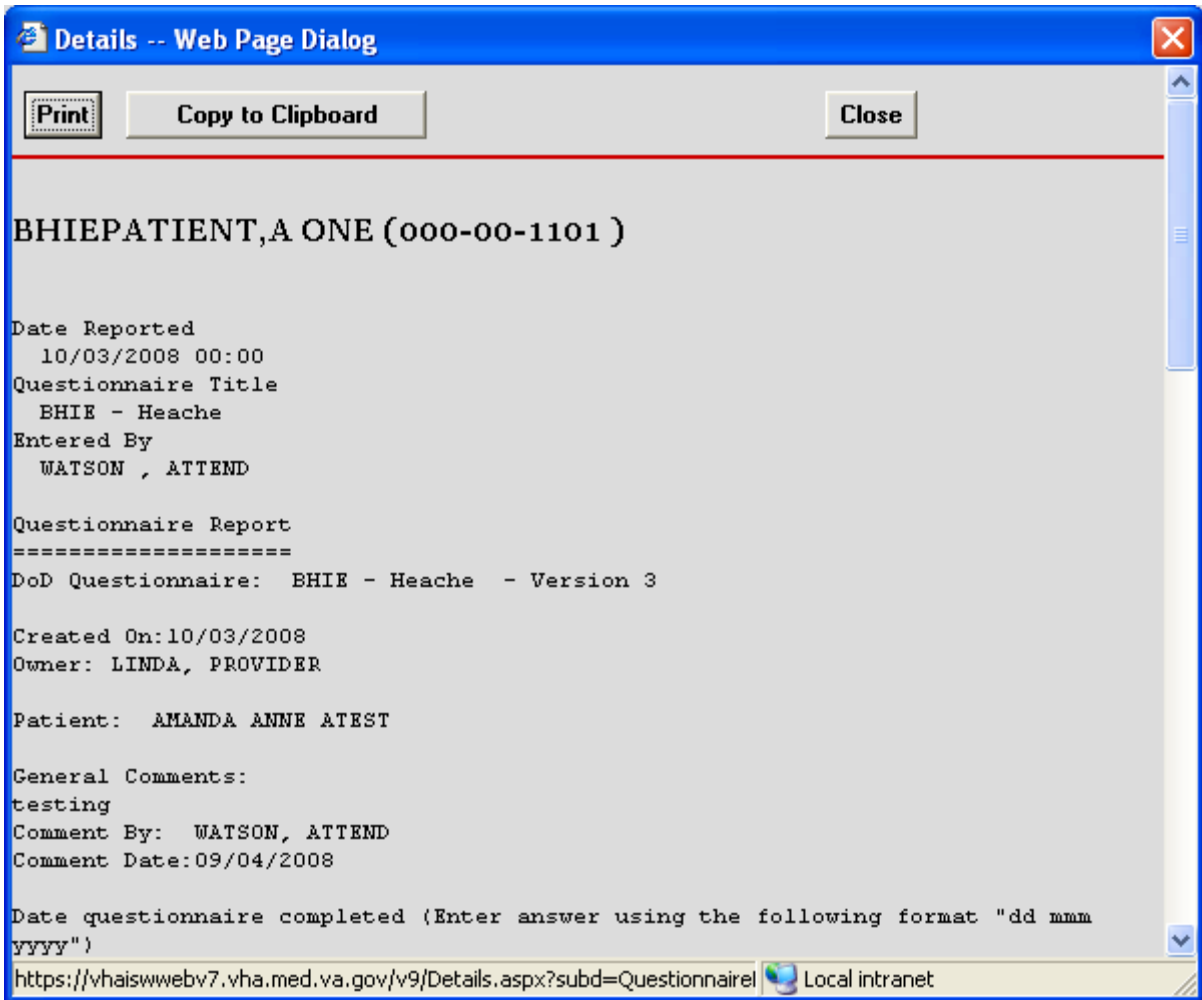 Details -- Web Page Dialog
Print Copy to Clipboard Close
BHIEPATIENT,A ONE (000-00-1101 )
Date Reported
10/03/2008 00:00
Questionnaire Title
BHIE - Heache
Entered By
WATSON , ATTEND
Questionnaire Report
====================
DoD Questionnaire: BHIE - Heache - Version 3
Created On:10/03/2008
Owner: LINDA, PROVIDER
Patient: AMANDA ANNE ATEST
General Comments:
testing
Comment By: WATSON, ATTEND
Comment Date:09/04/2008
Date questionnaire completed (Enter answer using the following format "dd mmm
yyyy")
https://vhaiswwebv7.vha.med.va.gov/v9/Details.aspx?subd=Questionnairel Local intranet